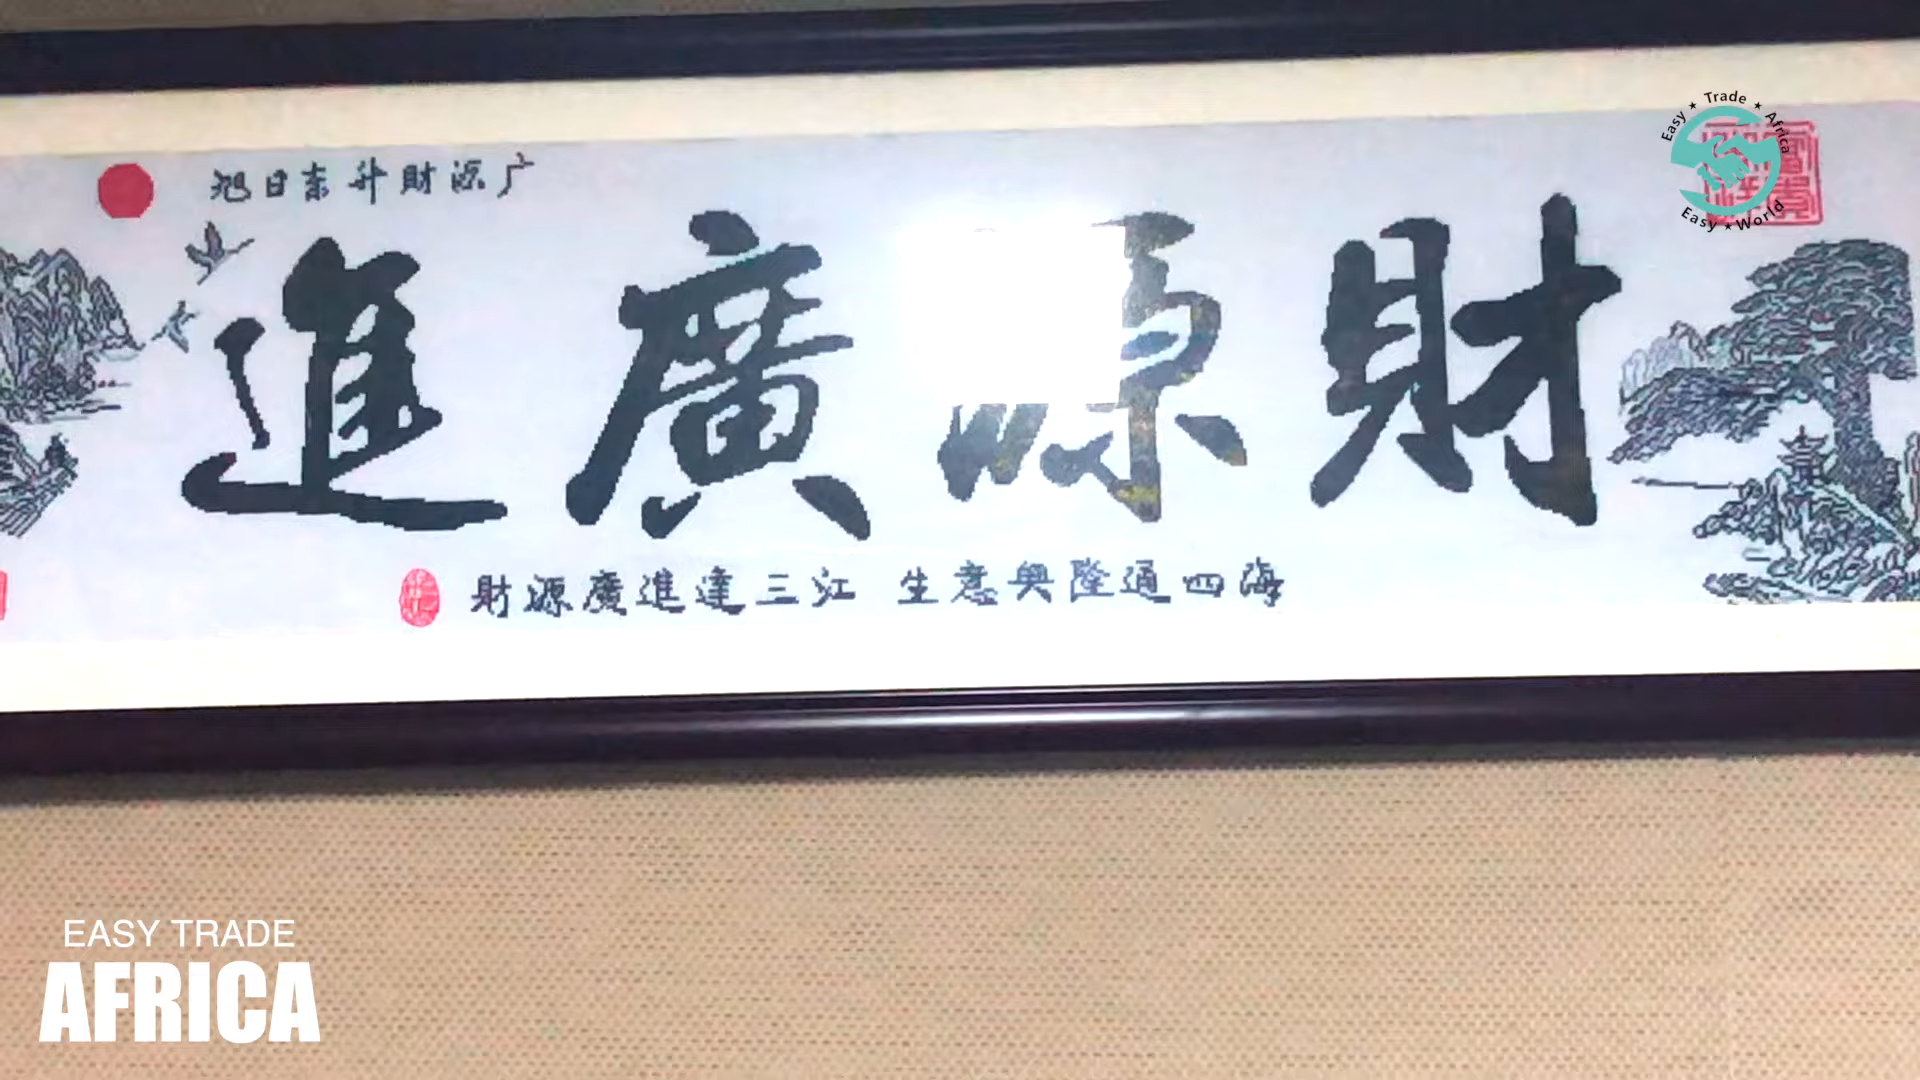 旭日东升財源广
進廣源財
財源廣進達三江 生意興隆通四海
Easy ★ Trade ★ Africa
Easy ★ World
EASY TRADE
AFRICA